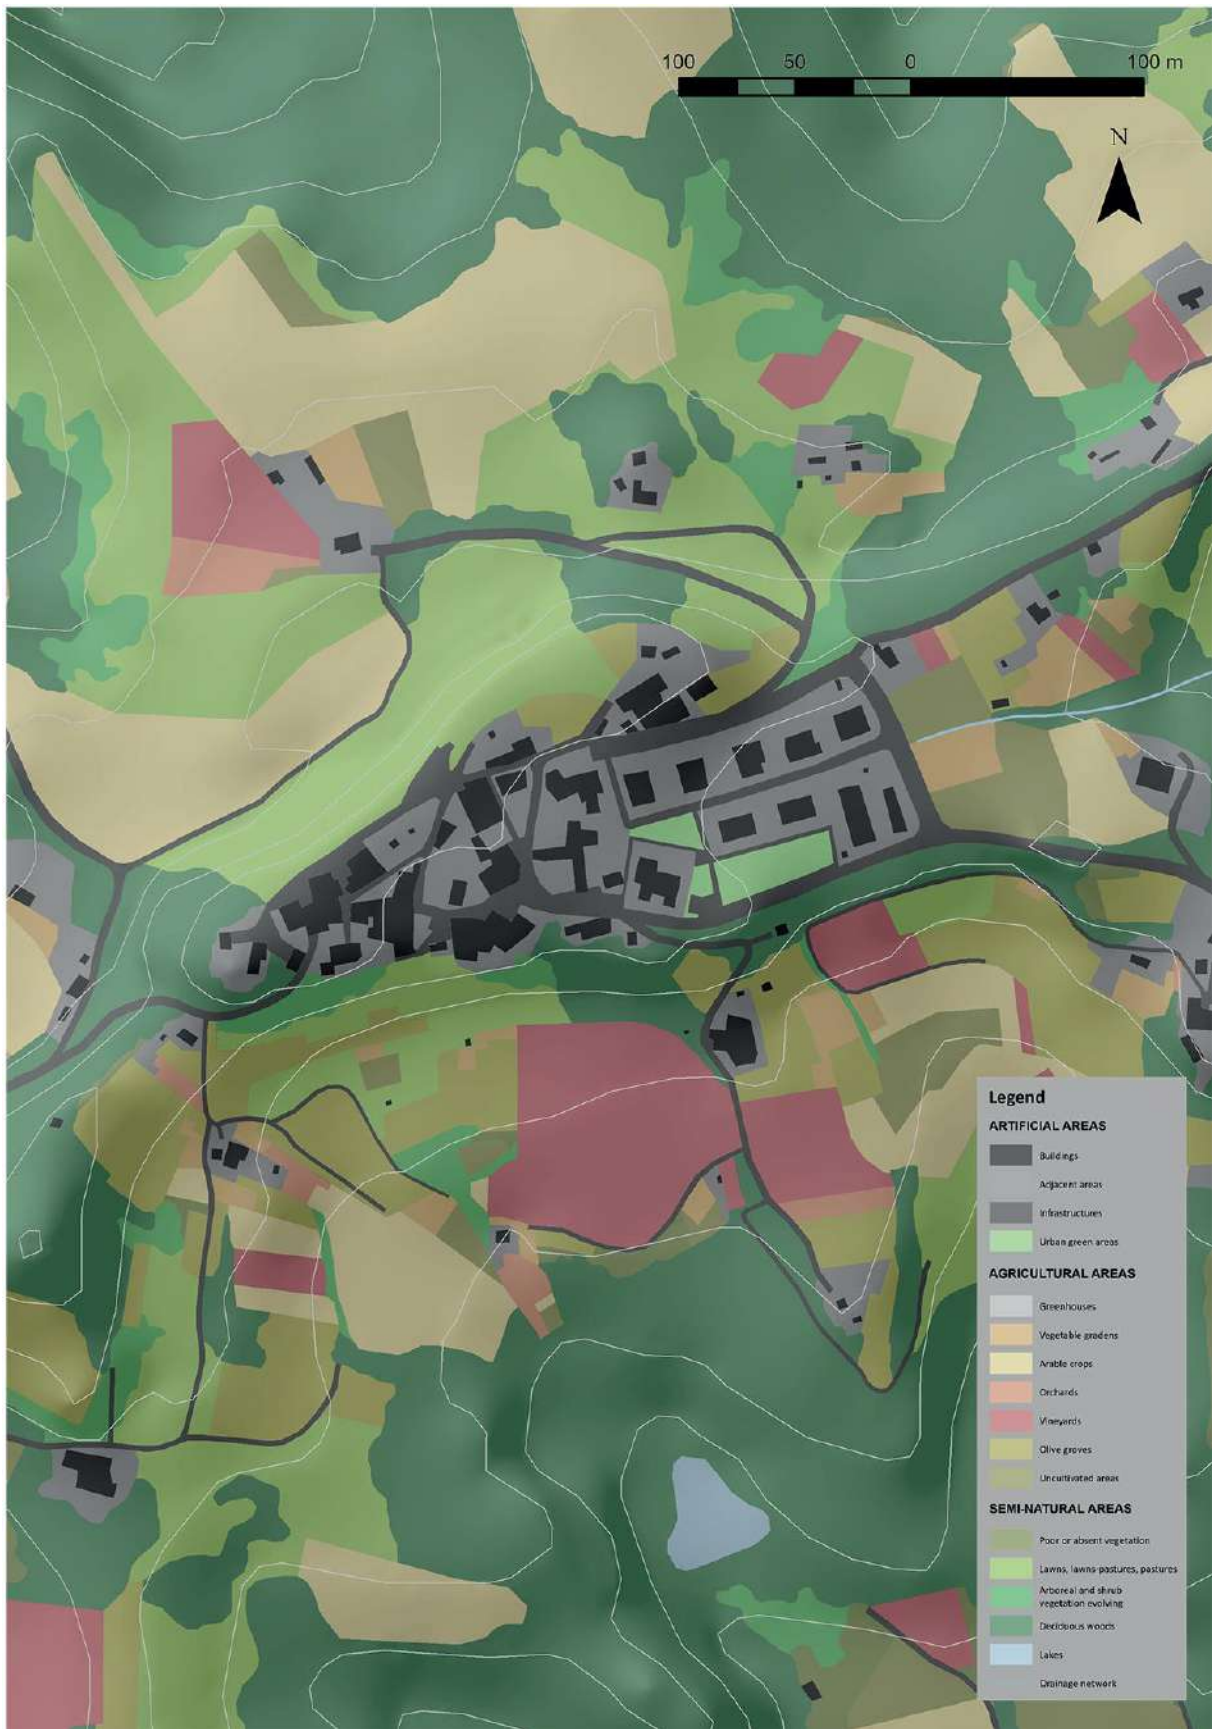 100 50 0 100 m
N
Legend
ARTIFICIAL AREAS
Buildings
Adjacent areas
Infrastructures
Urban green areas
AGRICULTURAL AREAS
Greenhouses
Vegetable gradens
Arable crops
Orchards
Vineyards
Olive groves
Uncultivated areas
SEMI-NATURAL AREAS
Poor or absent vegetation
Lawns, lawns-pastures, pastures
Arboreal and shrub
vegetation evolving
Deciduous woods
Lakes
Drainage network